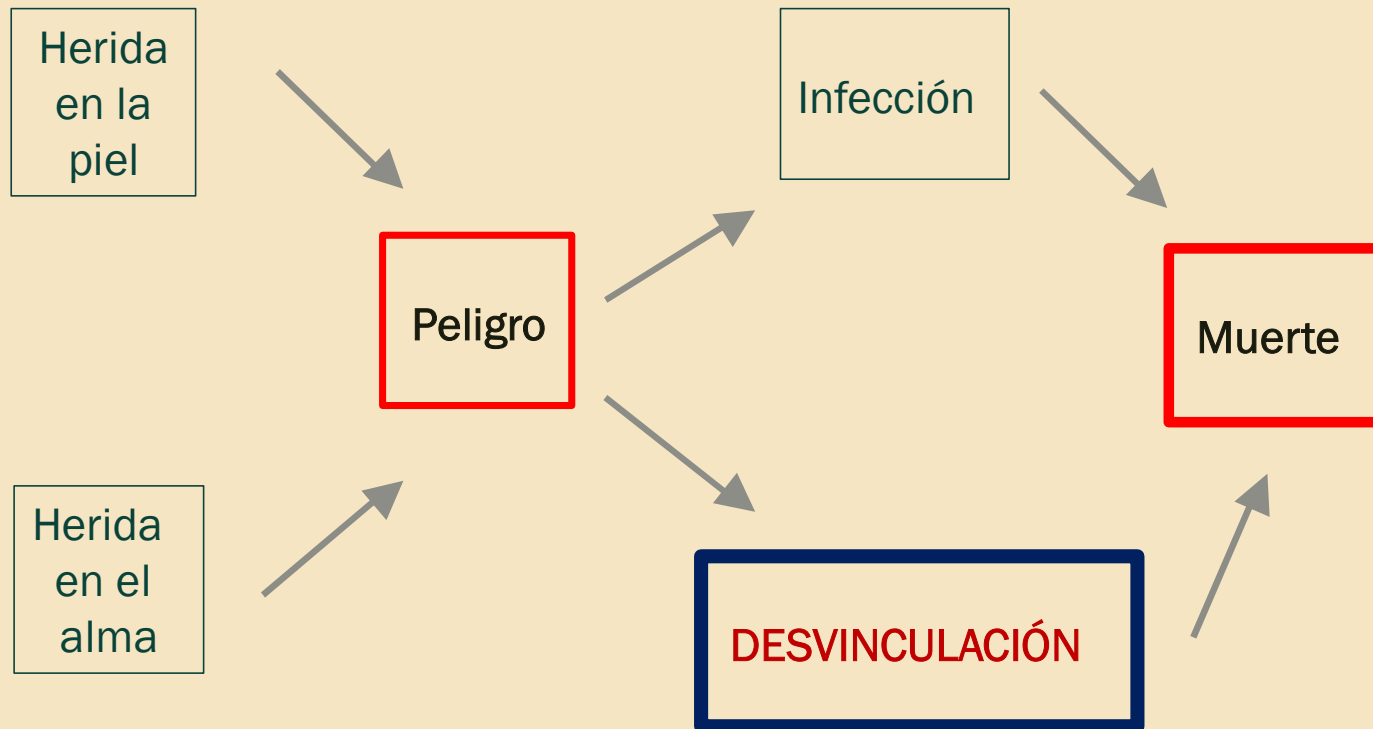 Herida
en la
piel
Infección
Peligro
Muerte
Herida
en el
alma
DESVINCULACIÓN